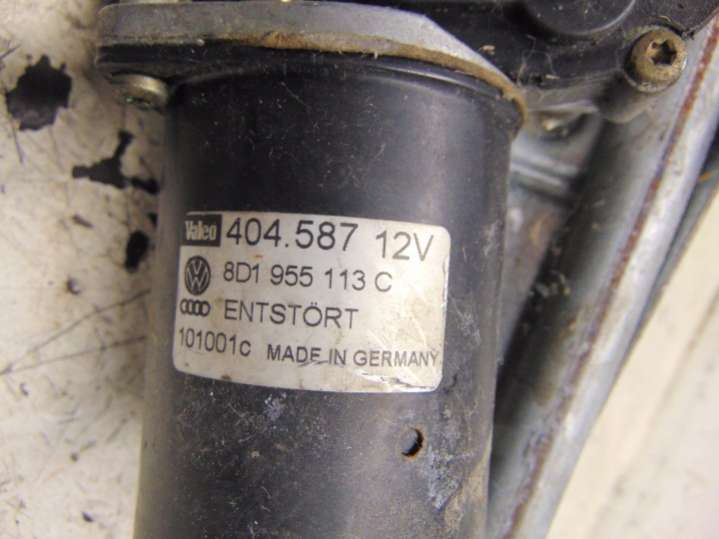 Valeo 404.587 12V
8D1 955 113 C
ENTSTÖRT
101001c MADE IN GERMANY